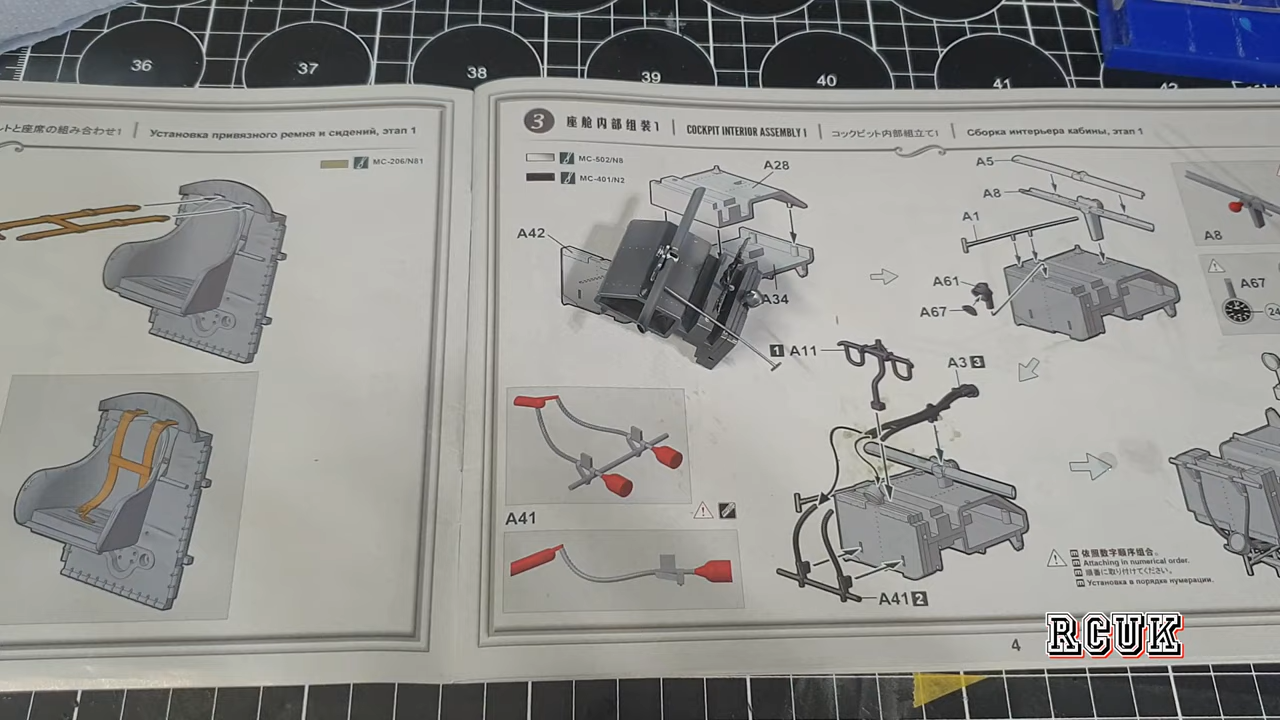 36
37
38
39
40
41
トと座席の組み合わせ1
Установка привязного ремня и сидений, этап 1
MC-206/N81
3
座舱内部组装1
COCKPIT INTERIOR ASSEMBLY 1
コックピット内部組立て1
Сборка интерьера кабины, этап 1
MC-502/N8
MC-401/N2
A28
A42
A34
A5
A8
A1
A61
A67
A8
A67
24
1 A11
A3 3
A41
A41 2
依照数字顺序组合。
Attaching in numerical order.
順番に取り付けてください。
Установка в порядке нумерации.
4
RCUK